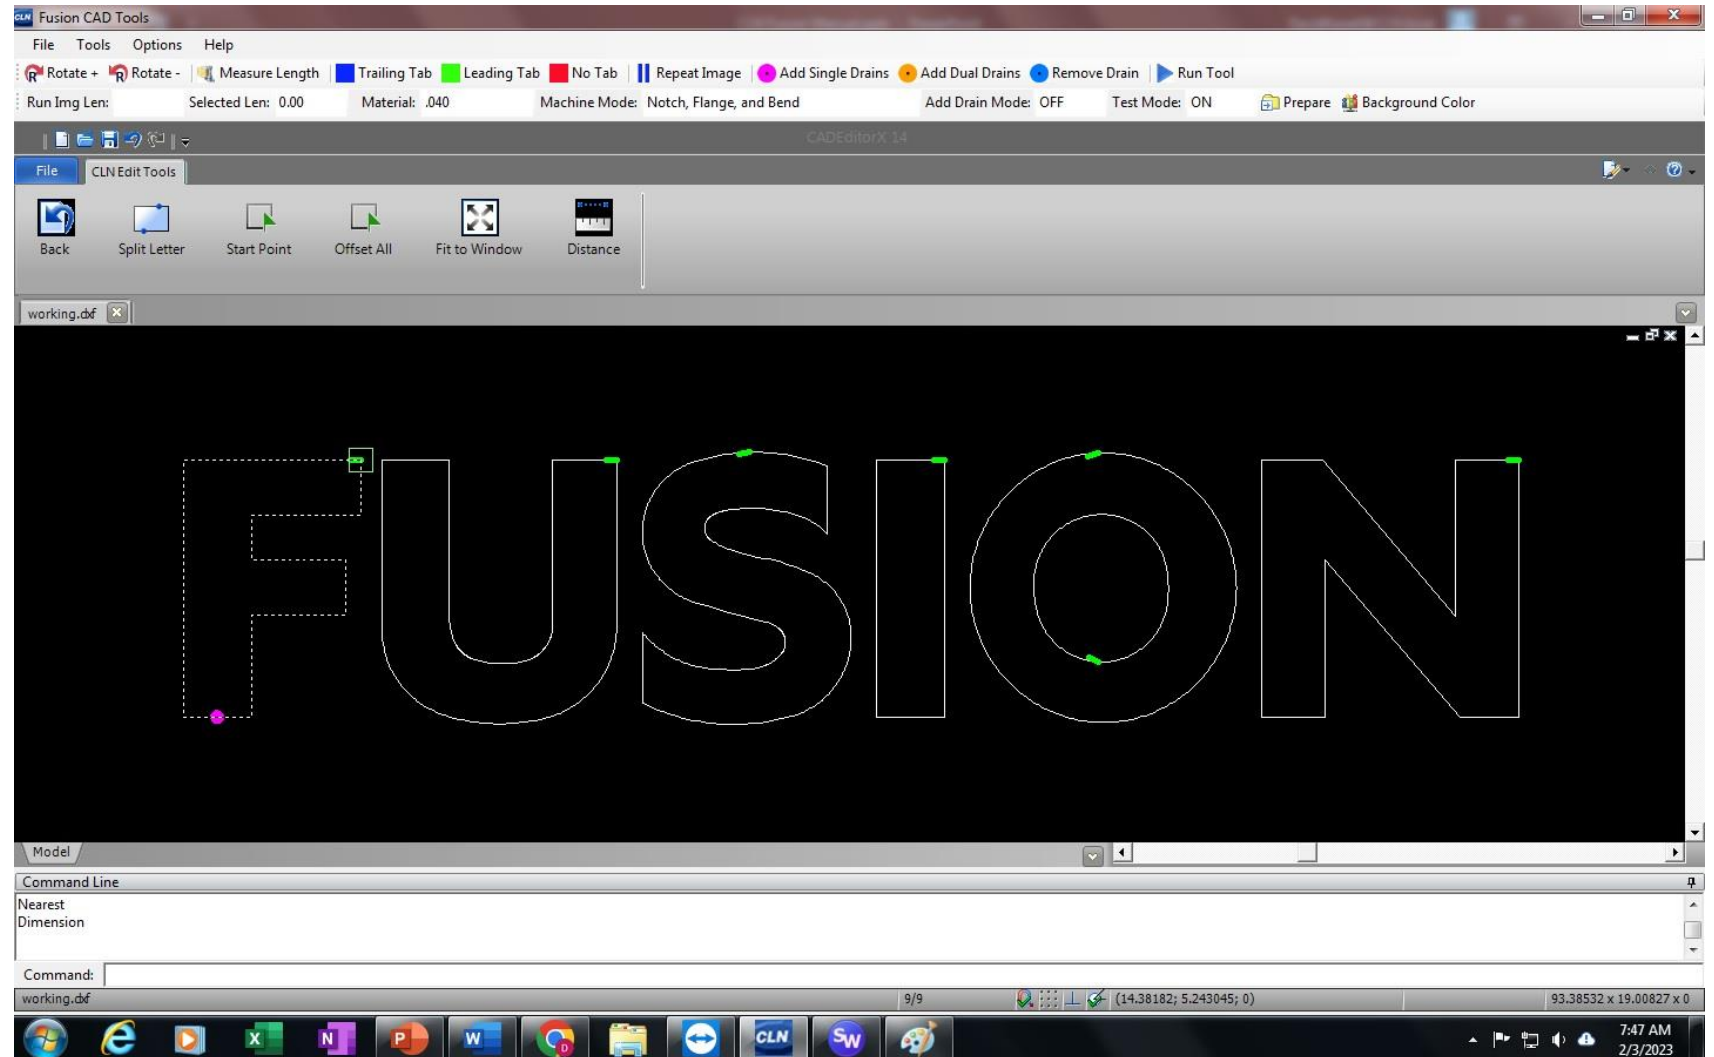 CLN Fusion CAD Tools
File Tools Options Help
R Rotate + R Rotate - Measure Length Trailing Tab Leading Tab No Tab Repeat Image Add Single Drains Add Dual Drains Remove Drain Run Tool
Run Img Len: Selected Len: 0.00 Material: .040 Machine Mode: Notch, Flange, and Bend Add Drain Mode: OFF Test Mode: ON Prepare Background Color
CADEditorX 14
File CLN Edit Tools
Back Split Letter Start Point Offset All Fit to Window Distance
working.dxf
FUSION
Model
Command Line
Nearest
Dimension
Command:
working.dxf 9/9 (14.38182; 5.243045; 0) 93.38532 x 19.00827 x 0
X N P W CLN SW
7:47 AM
2/3/2023